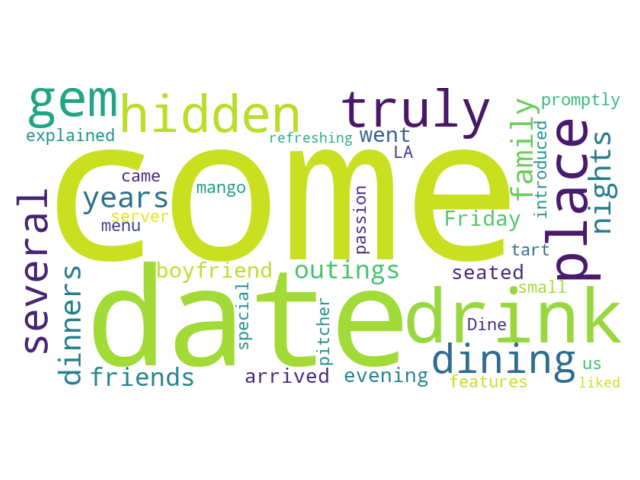 gem
hidden
truly
promptly
explained
refreshing
went
LA
family
introduced
come
place
nights
came
years
mango
passion
Friday
server
menu
several
tart
boyfriend
outings
seated
small
date
drink
dinners
special
pitcher
Dine
dining
us
friends
arrived
evening
features
liked